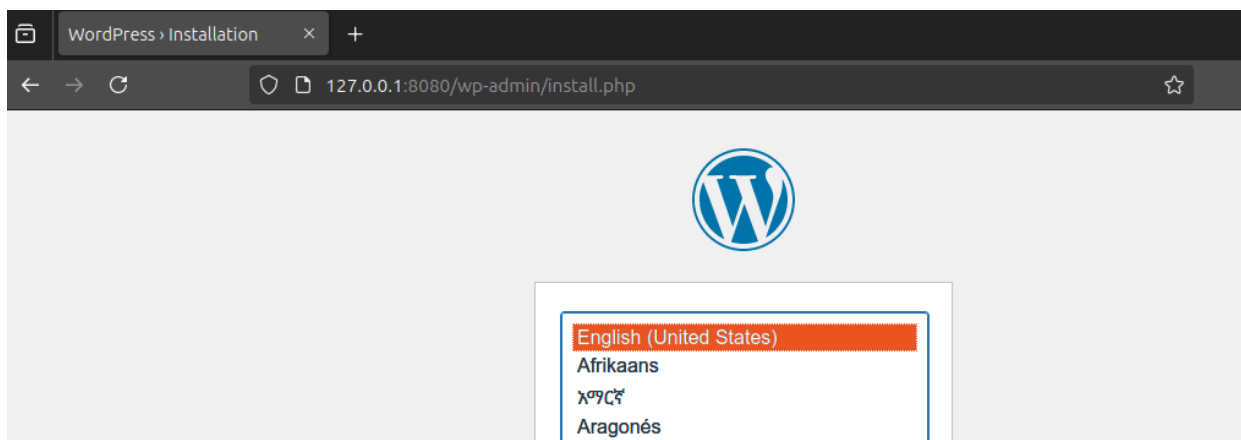 WordPress › Installation
127.0.0.1:8080/wp-admin/install.php
English (United States)
Afrikaans
አማርኛ
Aragonés